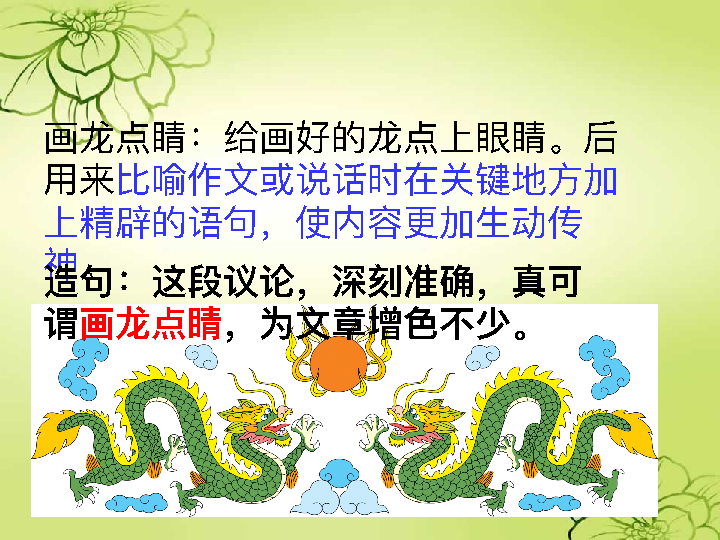 画龙点睛：给画好的龙点上眼睛。后
用来比喻作文或说话时在关键地方加
上精辟的语句，使内容更加生动传
神
造句：这段议论，深刻准确，真可
谓画龙点睛，为文章增色不少。